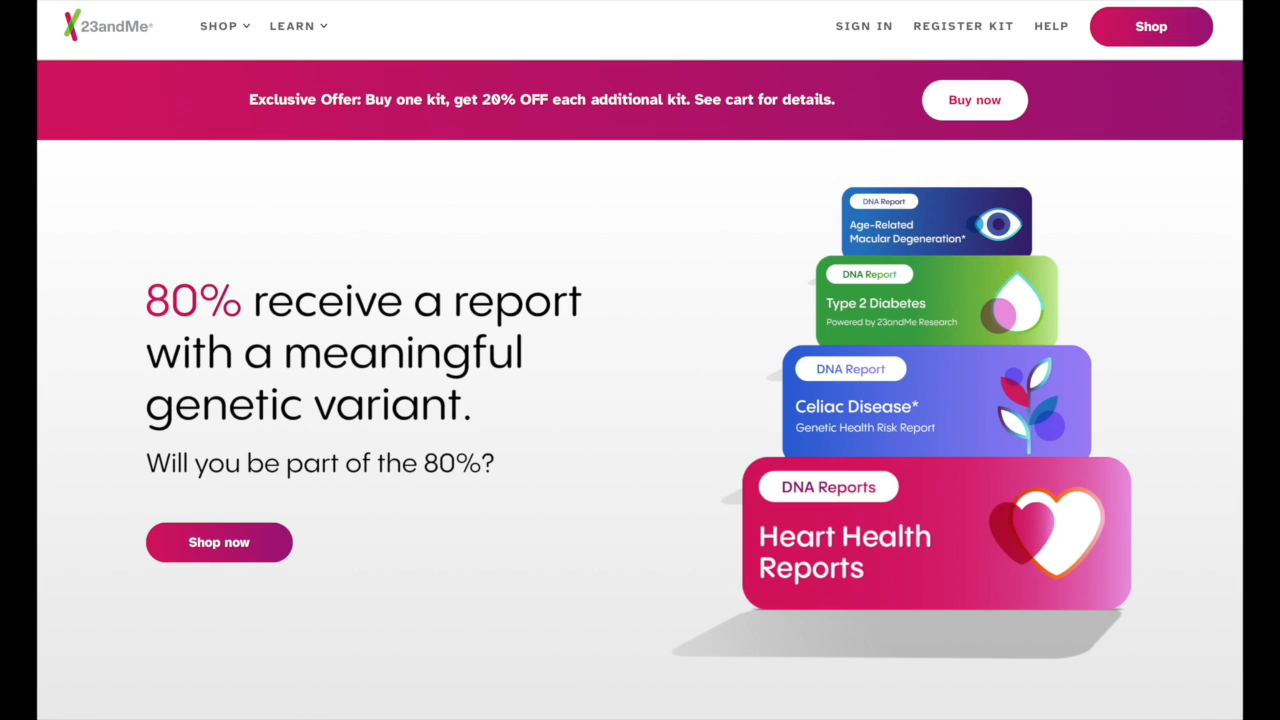 23andMe®
SHOP
LEARN
SIGN IN
REGISTER KIT
HELP
Shop
Exclusive Offer: Buy one kit, get 20% OFF each additional kit. See cart for details.
Buy now
80% receive a report
with a meaningful
genetic variant.
Will you be part of the 80%?
Shop now
DNA Report
Age-Related
Macular Degeneration*
DNA Report
Type 2 Diabetes
Powered by 23andMe Research
DNA Report
Celiac Disease*
Genetic Health Risk Report
DNA Reports
Heart Health
Reports